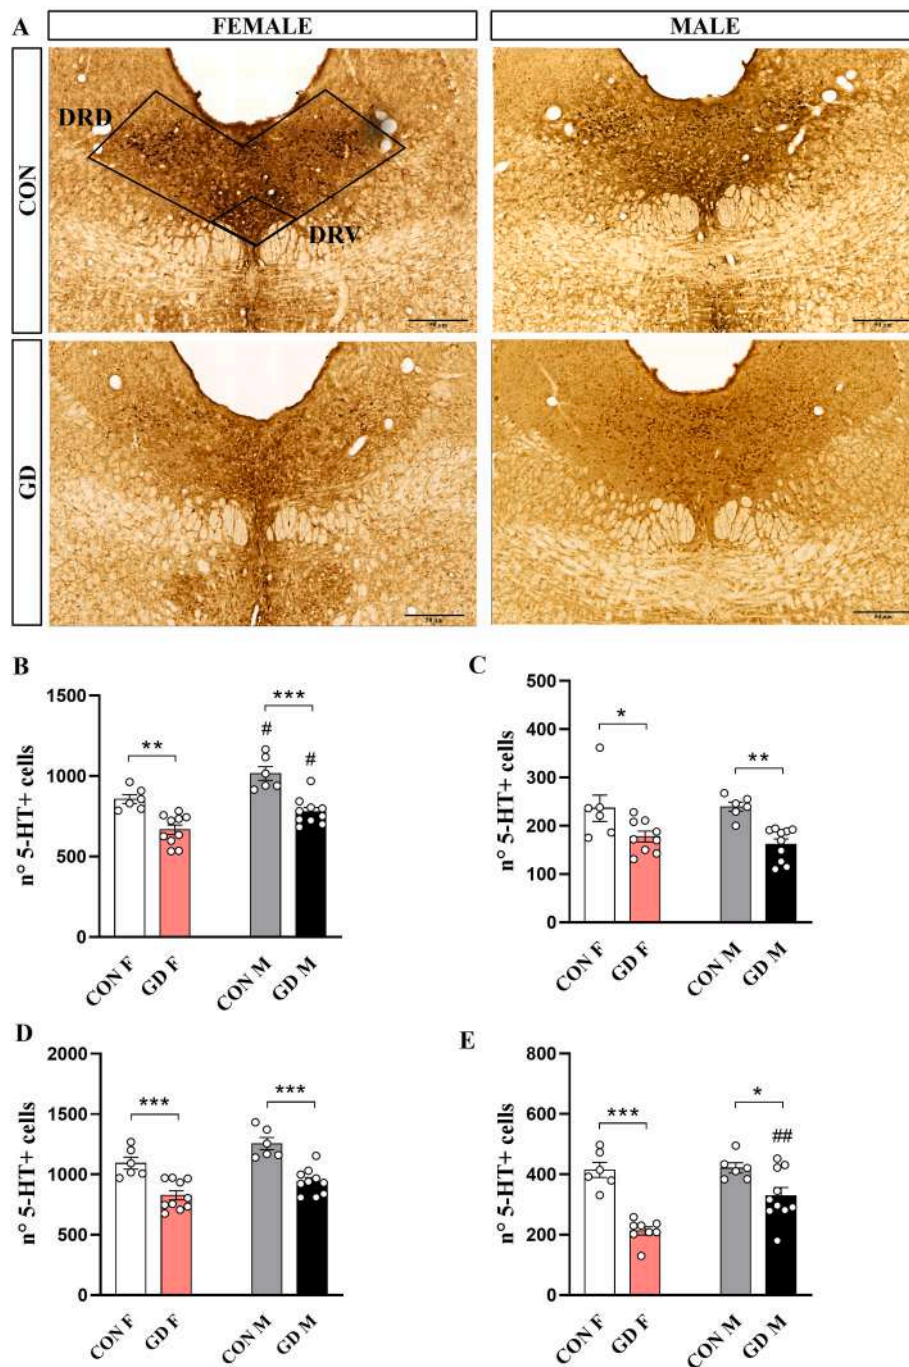 A
FEMALE
MALE
CON
DRD
DRV
GD
B
n° 5-HT+ cells
1500
1000
500
0
**
***
#
#
CON F
GD F
CON M
GD M
C
n° 5-HT+ cells
500
400
300
200
100
0
*
**
CON F
GD F
CON M
GD M
D
n° 5-HT+ cells
2000
1500
1000
500
0
***
***
CON F
GD F
CON M
GD M
E
n° 5-HT+ cells
800
600
400
200
0
***
*
##
CON F
GD F
CON M
GD M